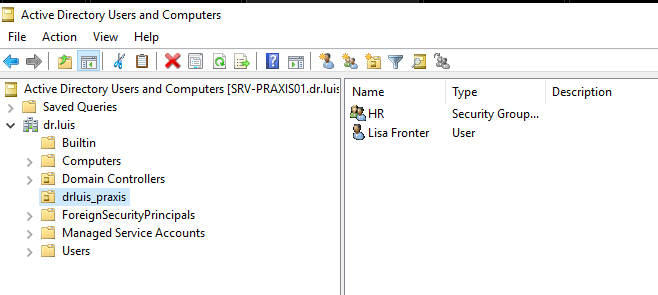 Active Directory Users and Computers
File Action View Help
Active Directory Users and Computers [SRV-PRAXIS01.dr.luis
Saved Queries
dr.luis
Builtin
Computers
Domain Controllers
drluis_praxis
ForeignSecurityPrincipals
Managed Service Accounts
Users
Name Type Description
HR Security Group...
Lisa Fronter User